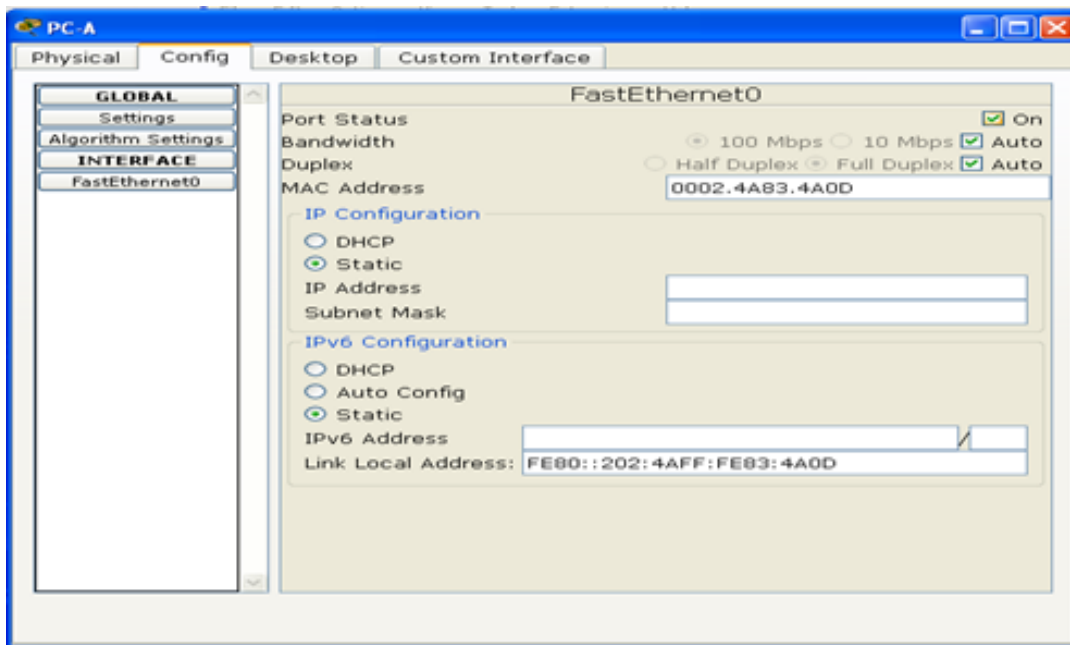 PC-A
Physical Config Desktop Custom Interface
GLOBAL
Settings
Algorithm Settings
INTERFACE
FastEthernet0
FastEthernet0
Port Status On
Bandwidth 100 Mbps 10 Mbps Auto
Duplex Half Duplex Full Duplex Auto
MAC Address 0002.4A83.4A0D
IP Configuration
DHCP
Static
IP Address
Subnet Mask
IPv6 Configuration
DHCP
Auto Config
Static
IPv6 Address /
Link Local Address: FE80::202:4AFF:FE83:4A0D